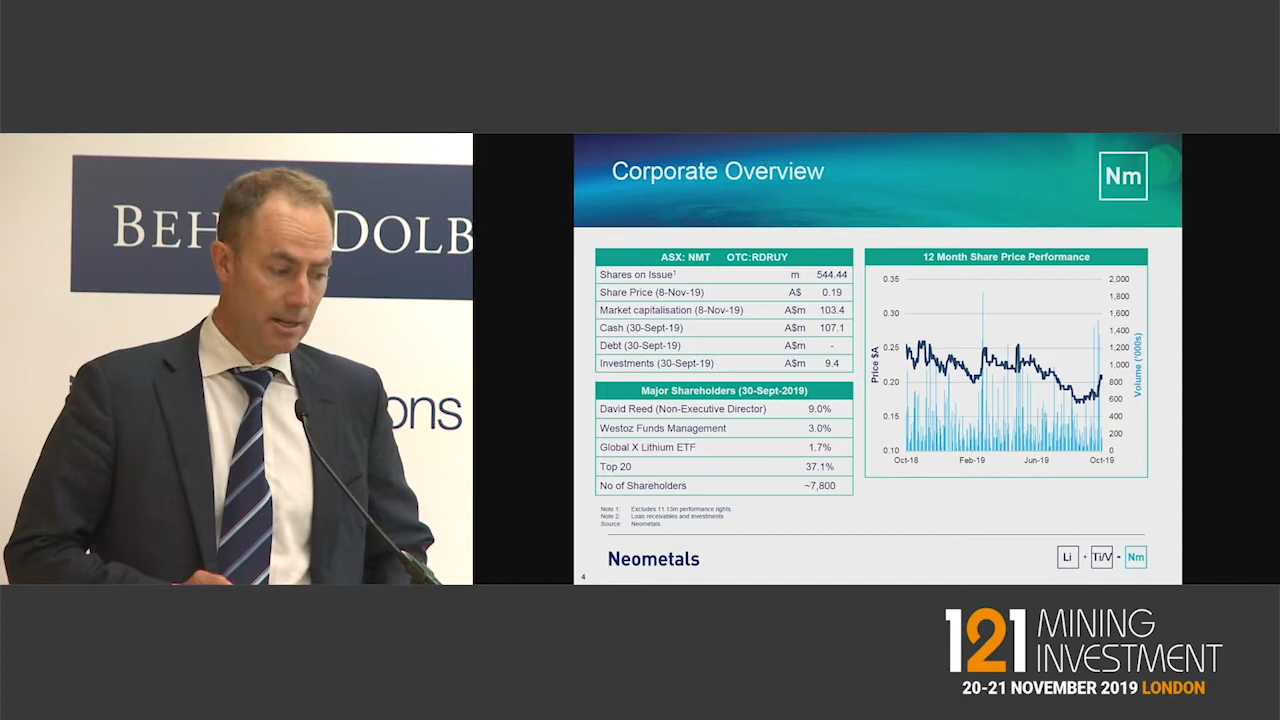 BEH
DOLB
ons
Corporate Overview
Nm
ASX: NMT OTC:RDRUY
Shares on Issue¹ m 544.44
Share Price (8-Nov-19) A$ 0.19
Market capitalisation (8-Nov-19) A$m 103.4
Cash (30-Sept-19) A$m 107.1
Debt (30-Sept-19) A$m -
Investments (30-Sept-19) A$m 9.4
Major Shareholders (30-Sept-2019)
David Reed (Non-Executive Director) 9.0%
Westoz Funds Management 3.0%
Global X Lithium ETF 1.7%
Top 20 37.1%
No of Shareholders ~7,800
12 Month Share Price Performance
0.35 2,000
1,800
0.30 1,600
1,400
0.25 1,200
1,000
0.20 800
600
0.15 400
200
0.10 0
Price $A
Volume ('000s)
Oct-18 Feb-19 Jun-19 Oct-19
Note 1: Excludes 11.13m performance rights.
Note 2: Loan receivables and investments
Source: Neometals
Neometals
Li + Ti/V = Nm
4
121 MINING
INVESTMENT
20-21 NOVEMBER 2019 LONDON